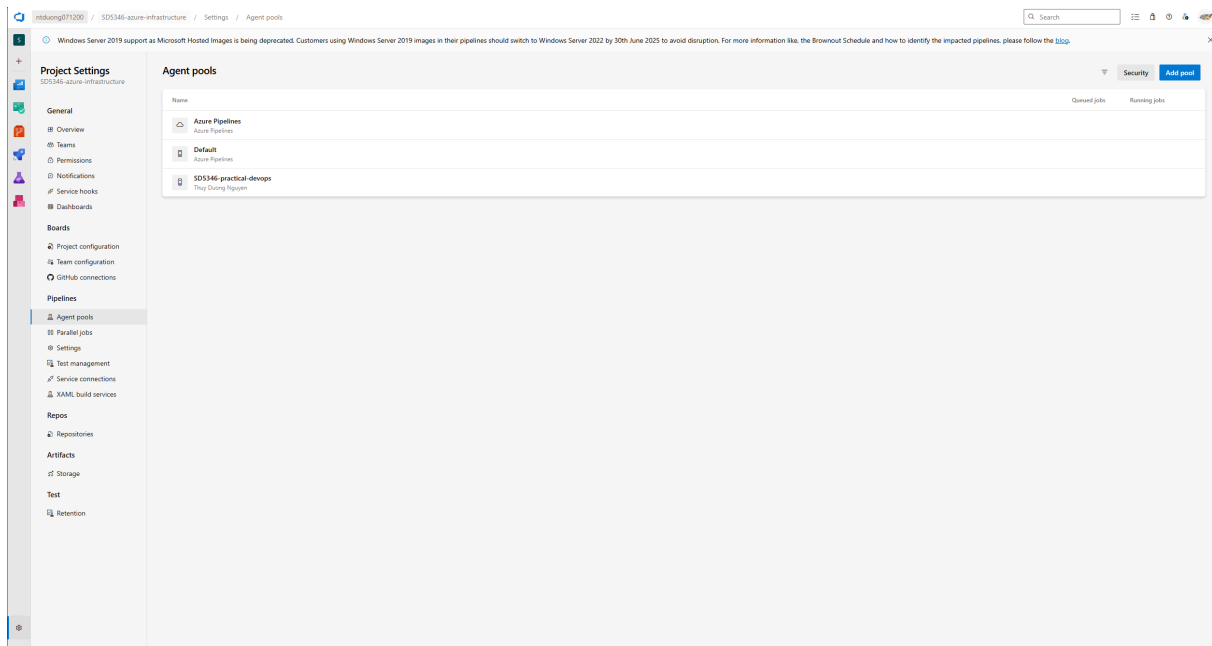 ntduong071200 / SD5346-azure-infrastructure / Settings / Agent pools
Search
S
Windows Server 2019 support as Microsoft Hosted Images is being deprecated. Customers using Windows Server 2019 images in their pipelines should switch to Windows Server 2022 by 30th June 2025 to avoid disruption. For more information like, the Brownout Schedule and how to identify the impacted pipelines, please follow the blog.
Project Settings
SD5346-azure-infrastructure
General
Overview
Teams
Permissions
Notifications
Service hooks
Dashboards
Boards
Project configuration
Team configuration
GitHub connections
Pipelines
Agent pools
Parallel jobs
Settings
Test management
Service connections
XAML build services
Repos
Repositories
Artifacts
Storage
Test
Retention
Agent pools
Security
Add pool
Name Queued jobs Running jobs
Azure Pipelines
Azure Pipelines
Default
Azure Pipelines
SD5346-practical-devops
Thuy Duong Nguyen